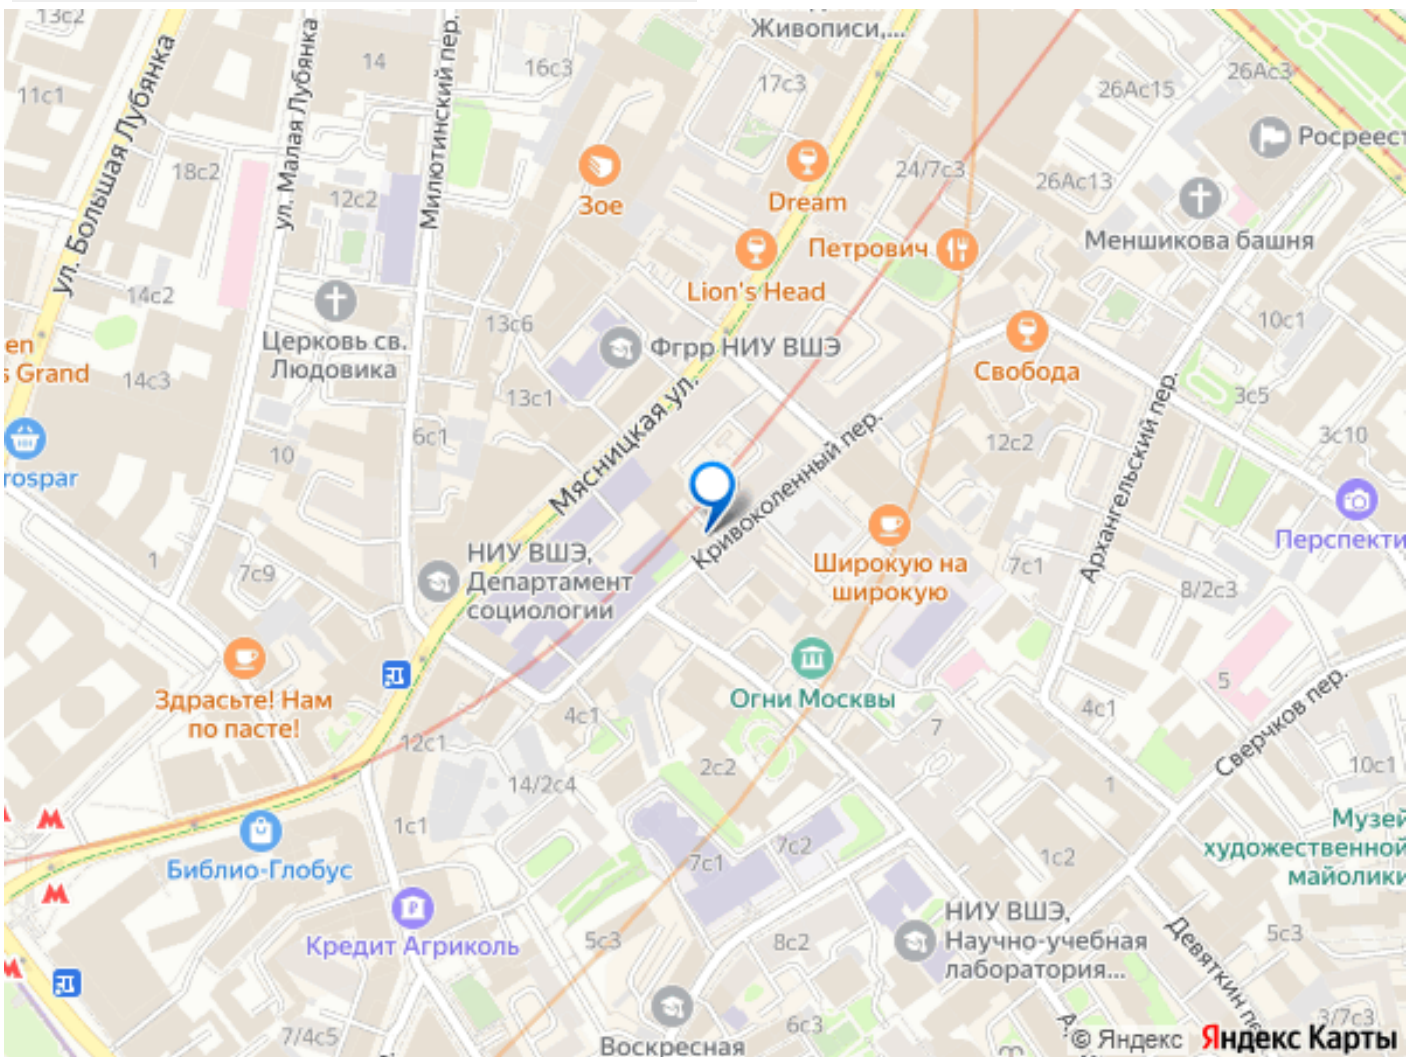 13с2
Живописи,...
11с1
14
16с3
17с3
26Ас15
26Ас3
ул. Большая Лубянка
ул. Малая Лубянка
Милютинский пер.
Росреест
18с2
12с2
Зое
Dream
24/7с3
26Ас13
Меншикова башня
Петрович
Lion's Head
14с2
Церковь св.
Людовика
13с6
Фгрр НИУ ВШЭ
Свобода
10с1
en
s Grand
14с3
13с1
Мясницкая ул.
3с5
6с1
10
rospar
Кривоколенный пер.
12с2
3с10
Архангельский пер.
Перспекти
1
7с9
НИУ ВШЭ,
Департамент
социологии
Широкую на
широкую
7с1
8/2с3
Здрасьте! Нам
по пасте!
Огни Москвы
5
4с1
4с1
7
Сверчков пер.
12с1
14/2с4
2с2
1
10с1
1с1
Библио-Глобус
7с1
7с2
1с2
Музей
художественной
майолики
Кредит Агриколь
5с3
8с2
НИУ ВШЭ,
Научно-учебная
лаборатория...
Девяткин пе
5с3
7/4с5
Воскресная
6с3
3/7с3
© Яндекс Яндекс Карты